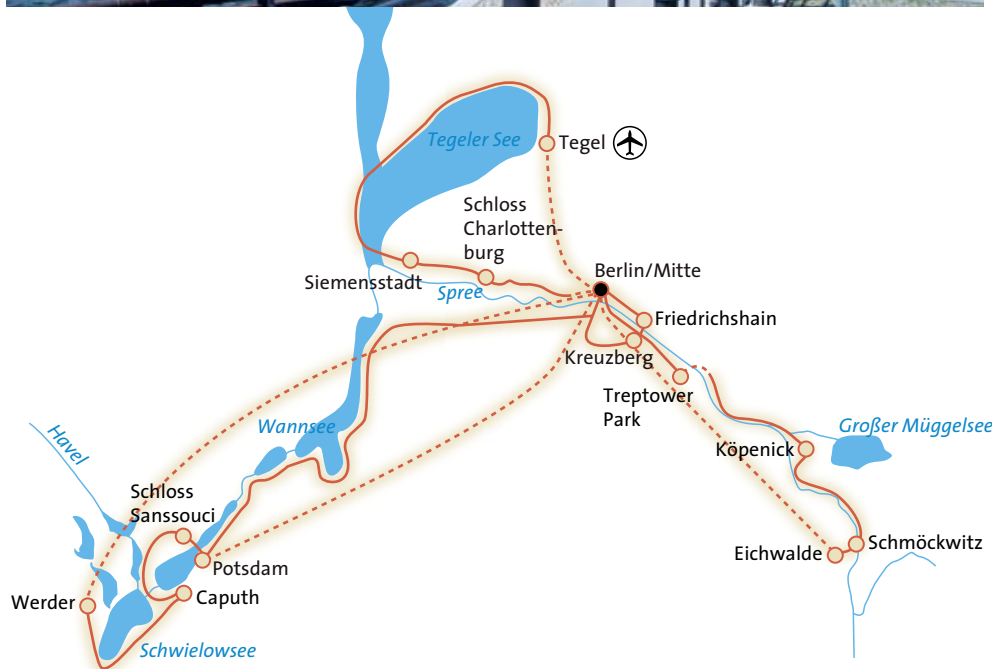 Tegeler See
Tegel
Schloss
Charlotten-
burg
Siemensstadt
Spree
Berlin/Mitte
Friedrichshain
Kreuzberg
Treptower
Park
Wannsee
Großer Müggelsee
Köpenick
Havel
Schloss
Sanssouci
Schmöckwitz
Eichwalde
Potsdam
Caputh
Werder
Schwielowsee